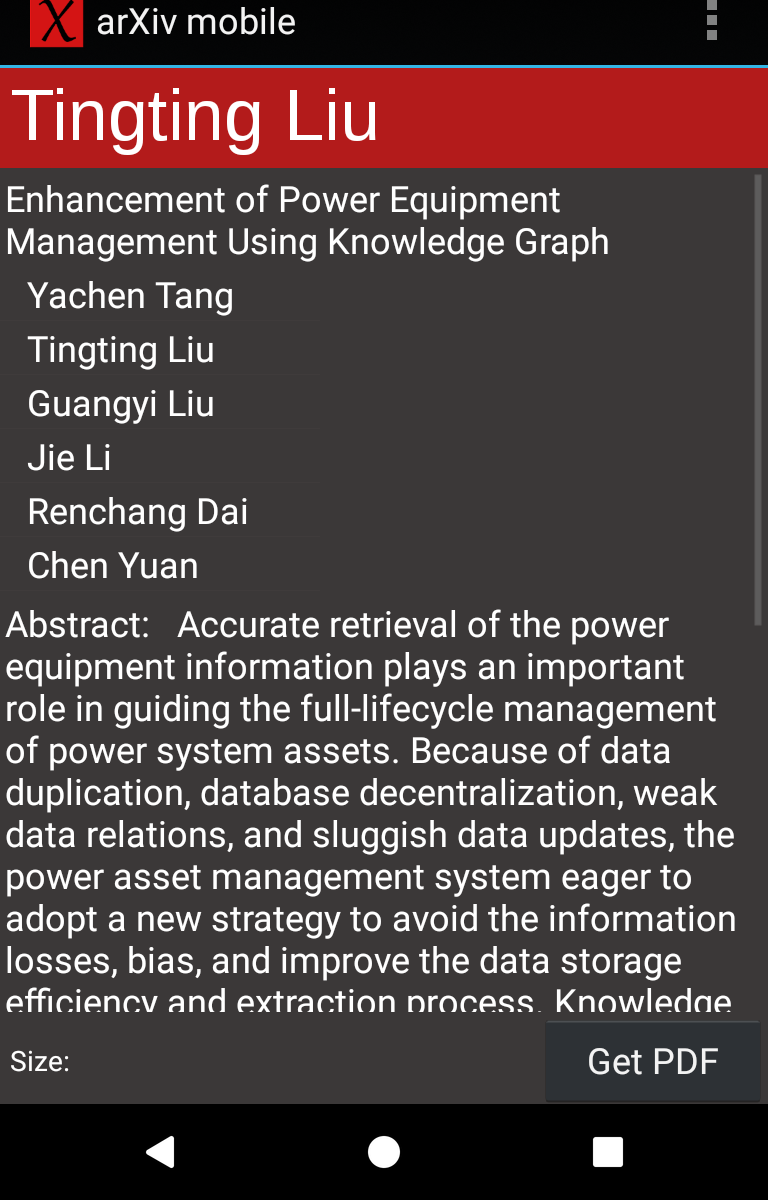 arXiv mobile
Tingting Liu
Enhancement of Power Equipment
Management Using Knowledge Graph
Yachen Tang
Tingting Liu
Guangyi Liu
Jie Li
Renchang Dai
Chen Yuan
Abstract: Accurate retrieval of the power
equipment information plays an important
role in guiding the full-lifecycle management
of power system assets. Because of data
duplication, database decentralization, weak
data relations, and sluggish data updates, the
power asset management system eager to
adopt a new strategy to avoid the information
losses, bias, and improve the data storage
efficiency and extraction process. Knowledge
Size:
Get PDF